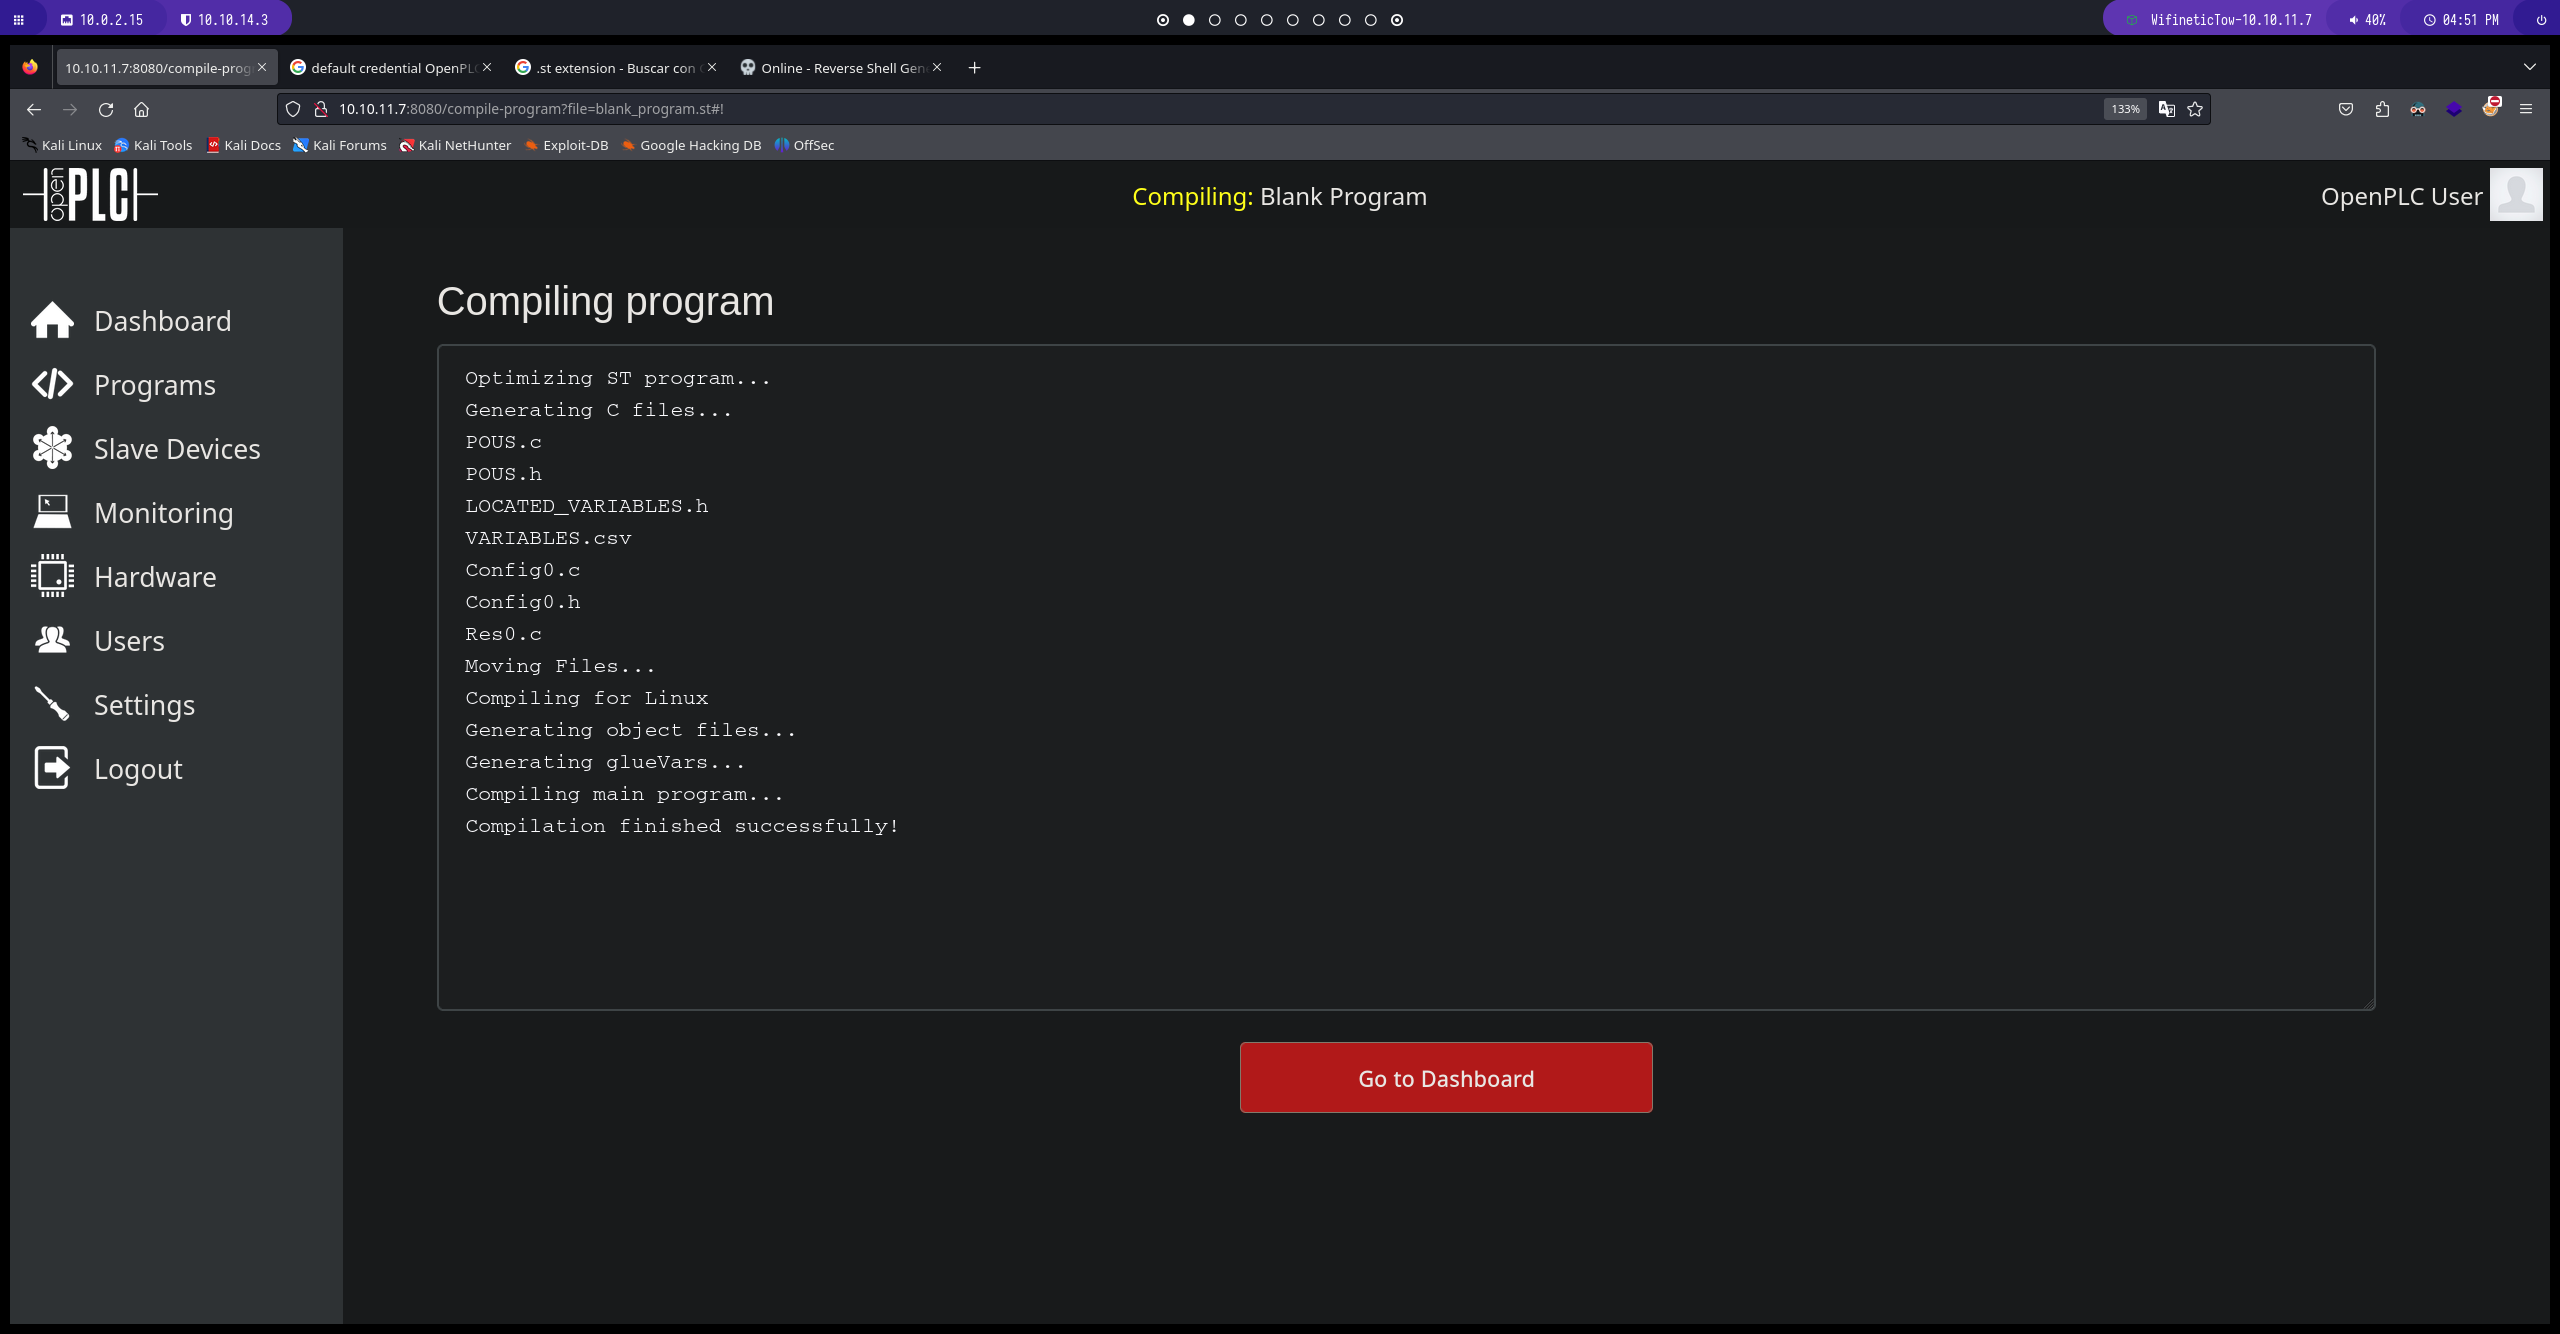 10.0.2.15 10.10.14.3 WifineticTow-10.10.11.7 40% 04:51 PM
10.10.11.7:8080/compile-prog default credential OpenPLC .st extension - Buscar con G Online - Reverse Shell Gen
10.10.11.7:8080/compile-program?file=blank_program.st#! 133%
Kali Linux Kali Tools Kali Docs Kali Forums Kali NetHunter Exploit-DB Google Hacking DB OffSec
open PLC Compiling: Blank Program OpenPLC User
Dashboard
Programs
Slave Devices
Monitoring
Hardware
Users
Settings
Logout
Compiling program
Optimizing ST program...
Generating C files...
POUS.c
POUS.h
LOCATED_VARIABLES.h
VARIABLES.csv
Config0.c
Config0.h
Res0.c
Moving Files...
Compiling for Linux
Generating object files...
Generating glueVars...
Compiling main program...
Compilation finished successfully!
Go to Dashboard